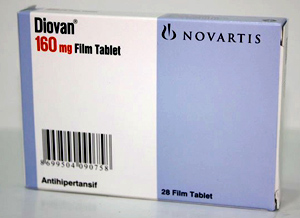 Diovan®
160 mg Film Tablet
NOVARTIS
8699504090758
Antihipertansif
28 Film Tablet